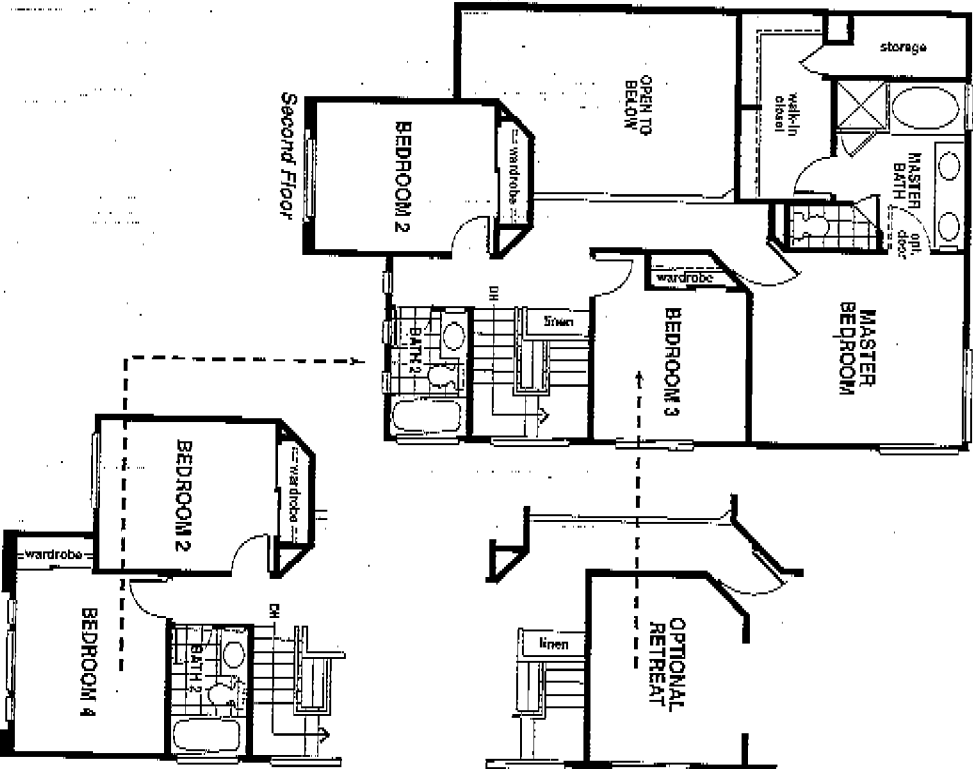 storage
OPEN TO
BELOW
walk-in
closet
Second Floor
BEDROOM 2
wardrobe
MASTER
BATH
opt.
door
wardrobe
MASTER
BEDROOM
DN
linen
BEDROOM 3
BATH 2
BEDROOM 2
wardrobe
wardrobe
DN
BEDROOM 4
BATH 2
linen
OPTIONAL
RETREAT